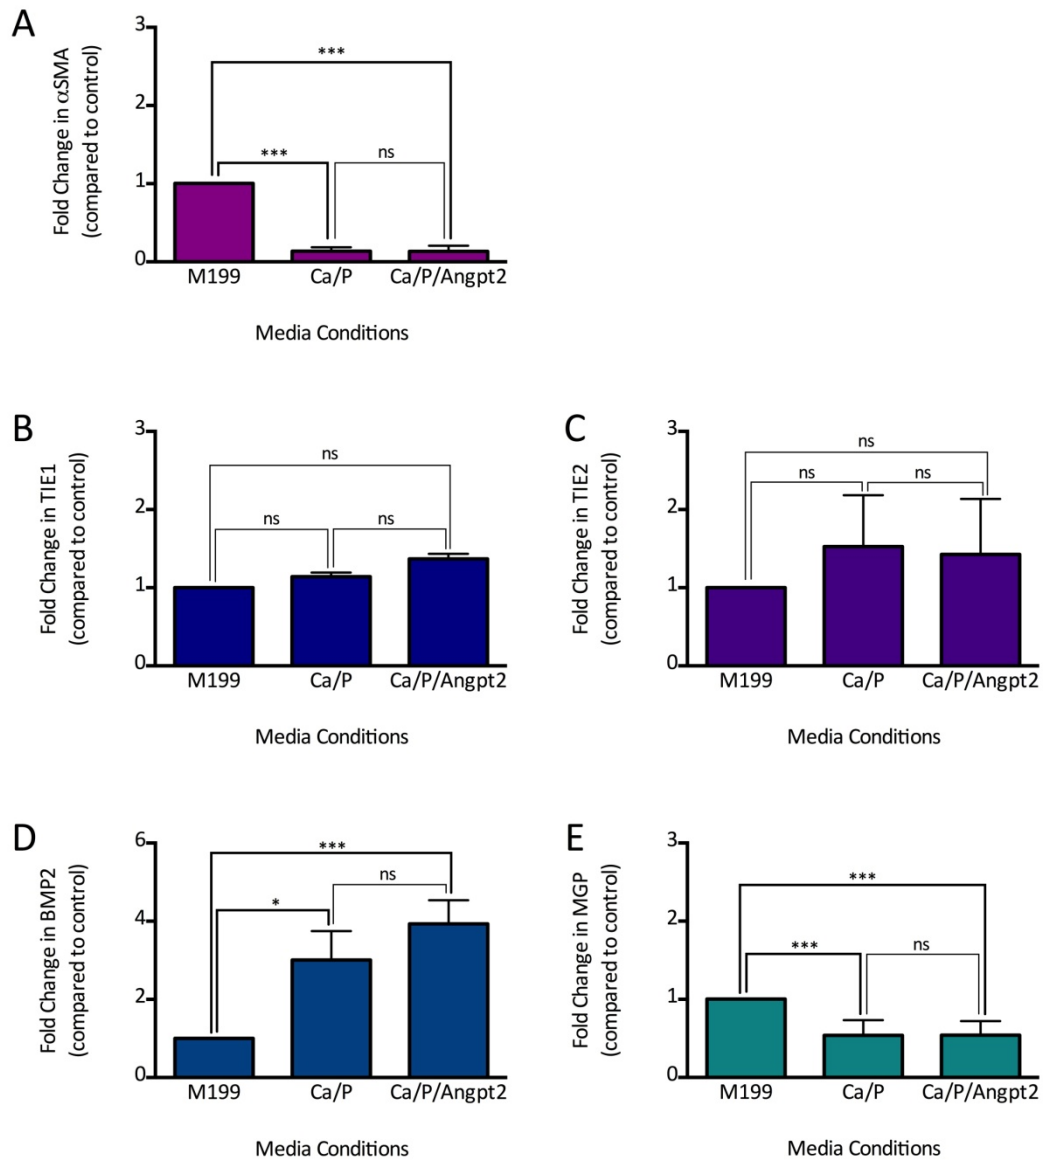 A
Fold Change in αSMA
(compared to control)
3
2
1
0
***
***
ns
M199 Ca/P Ca/P/Angpt2
Media Conditions
B
Fold Change in TIE1
(compared to control)
3
2
1
0
ns
ns
ns
M199 Ca/P Ca/P/Angpt2
Media Conditions
C
Fold Change in TIE2
(compared to control)
3
2
1
0
ns
ns
ns
M199 Ca/P Ca/P/Angpt2
Media Conditions
D
Fold Change in BMP2
(compared to control)
6
4
2
0
***
ns
*
M199 Ca/P Ca/P/Angpt2
Media Conditions
E
Fold Change in MGP
(compared to control)
3
2
1
0
***
***
ns
M199 Ca/P Ca/P/Angpt2
Media Conditions